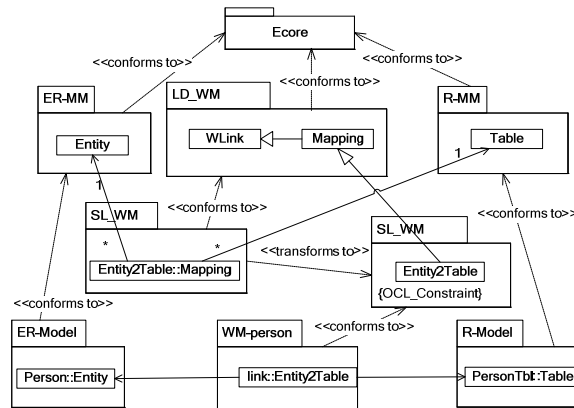 Ecore
<<conforms to>>
<<conforms to>>
<<conforms to>>
ER-MM
LD_WM
R-MM
Entity
WLink
Mapping
Table
1
1
<<conforms to>>
<<conforms to>>
SL_WM
SL_WM
*
*
<<transforms to>>
Entity2Table::Mapping
Entity2Table
{OCL_Constraint}
<<conforms to>>
<<conforms to>>
ER-Model
WM-person
R-Model
Person::Entity
link::Entity2Table
PersonTbl::Table